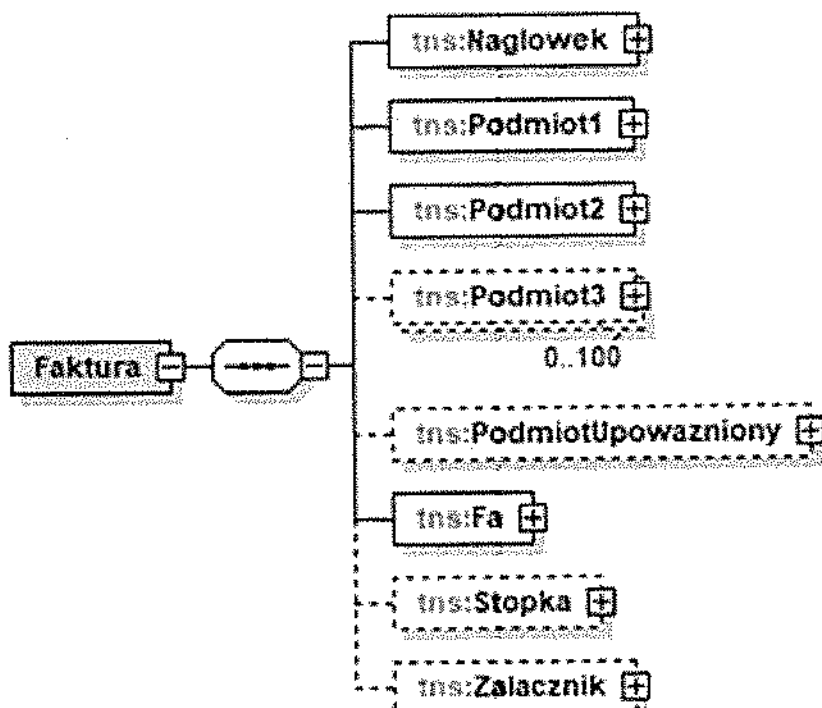 tns:Naglowek
tns:Podmiot1
tns:Podmiot2
tns:Podmiot3
0..100
Faktura
tns:PodmiotUpowazniony
tns:Fa
tns:Stopka
tns:Zalacznik